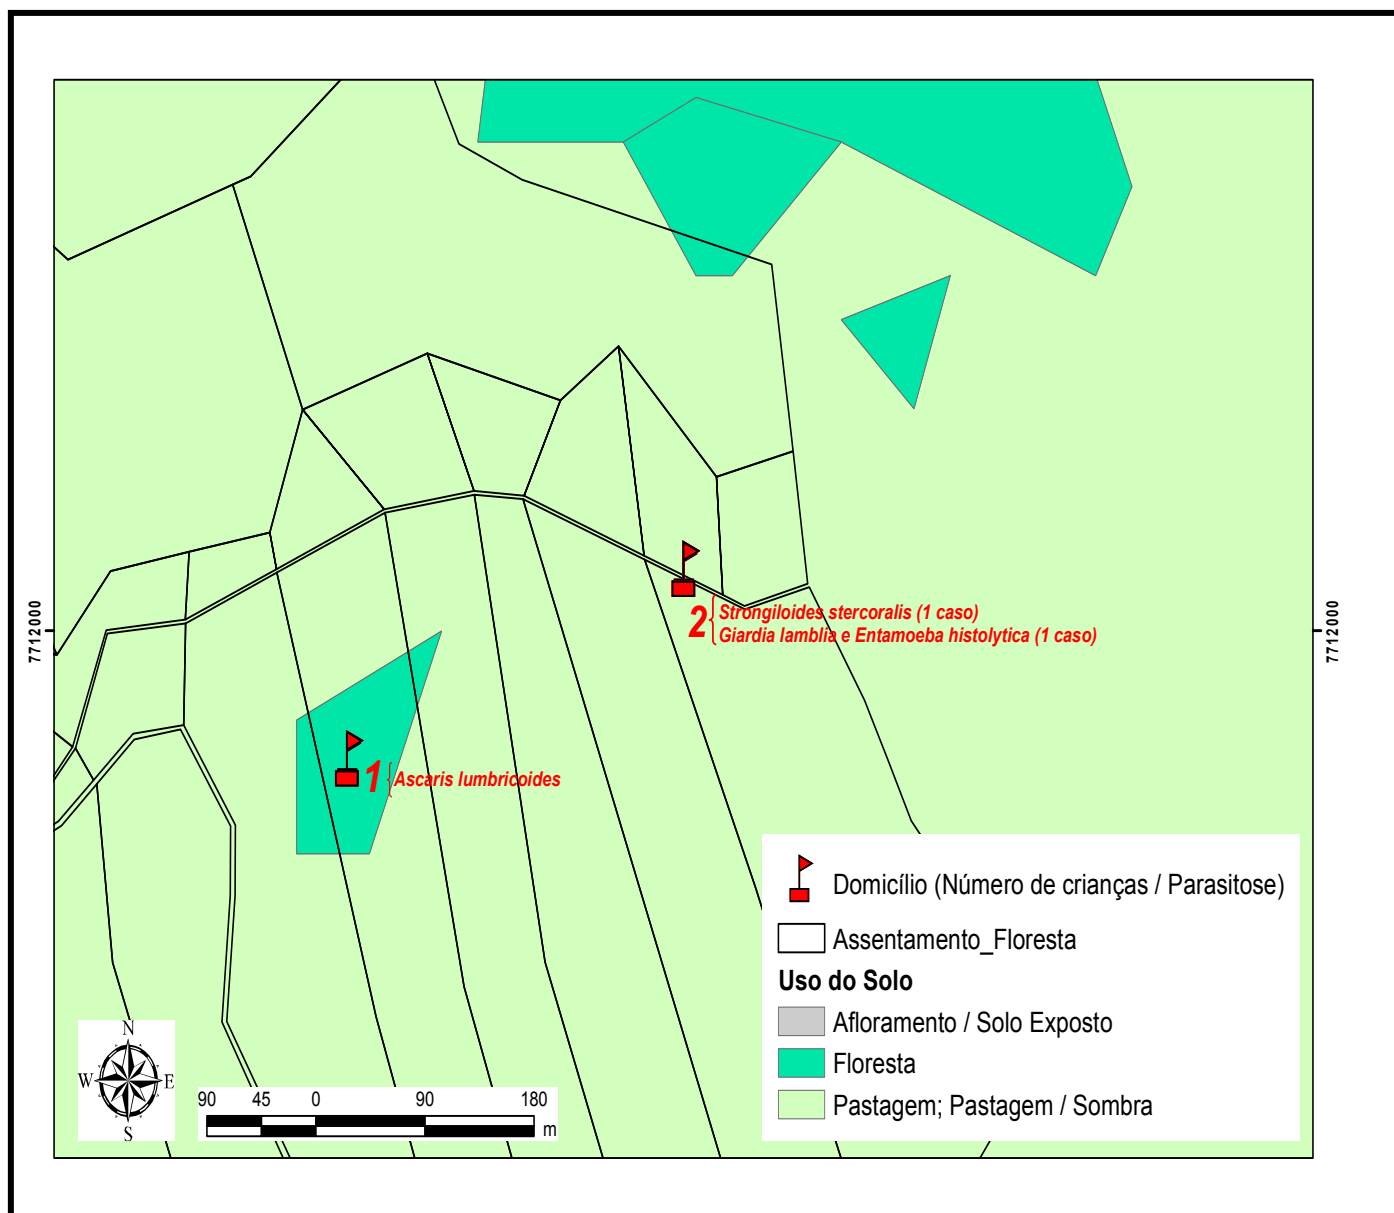 7712000
7712000
2
Strongiloides stercoralis (1 caso)
Giardia lamblia e Entamoeba histolytica (1 caso)
1
Ascaris lumbricoides
Domicílio (Número de crianças / Parasitose)
Assentamento_Floresta
Uso do Solo
Afloramento / Solo Exposto
Floresta
Pastagem; Pastagem / Sombra
N
W E
S
90 45 0 90 180
m